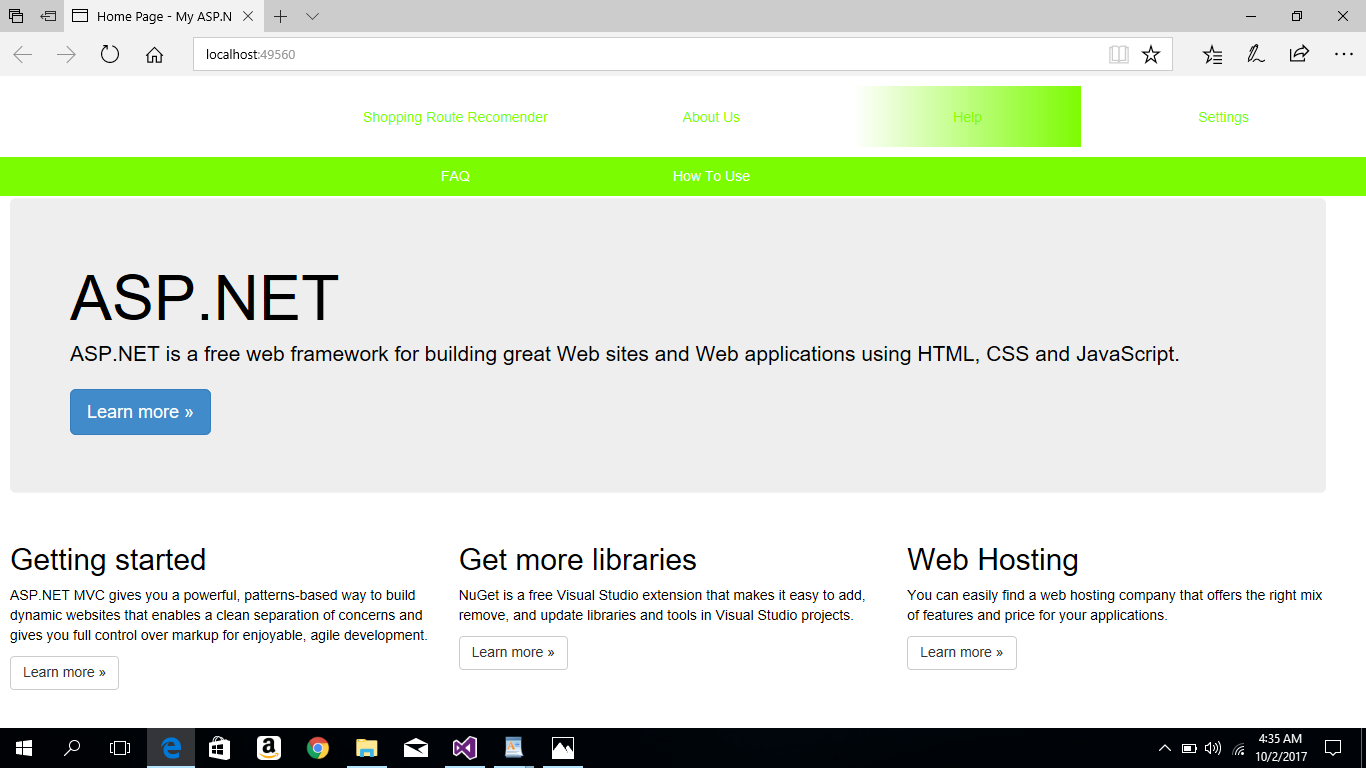 Home Page - My ASP.N
localhost:49560
Shopping Route Recomender
About Us
Help
Settings
FAQ
How To Use
ASP.NET
ASP.NET is a free web framework for building great Web sites and Web applications using HTML, CSS and JavaScript.
Learn more »
Getting started
ASP.NET MVC gives you a powerful, patterns-based way to build
dynamic websites that enables a clean separation of concerns and
gives you full control over markup for enjoyable, agile development.
Learn more »
Get more libraries
NuGet is a free Visual Studio extension that makes it easy to add,
remove, and update libraries and tools in Visual Studio projects.
Learn more »
Web Hosting
You can easily find a web hosting company that offers the right mix
of features and price for your applications.
Learn more »
4:35 AM
10/2/2017